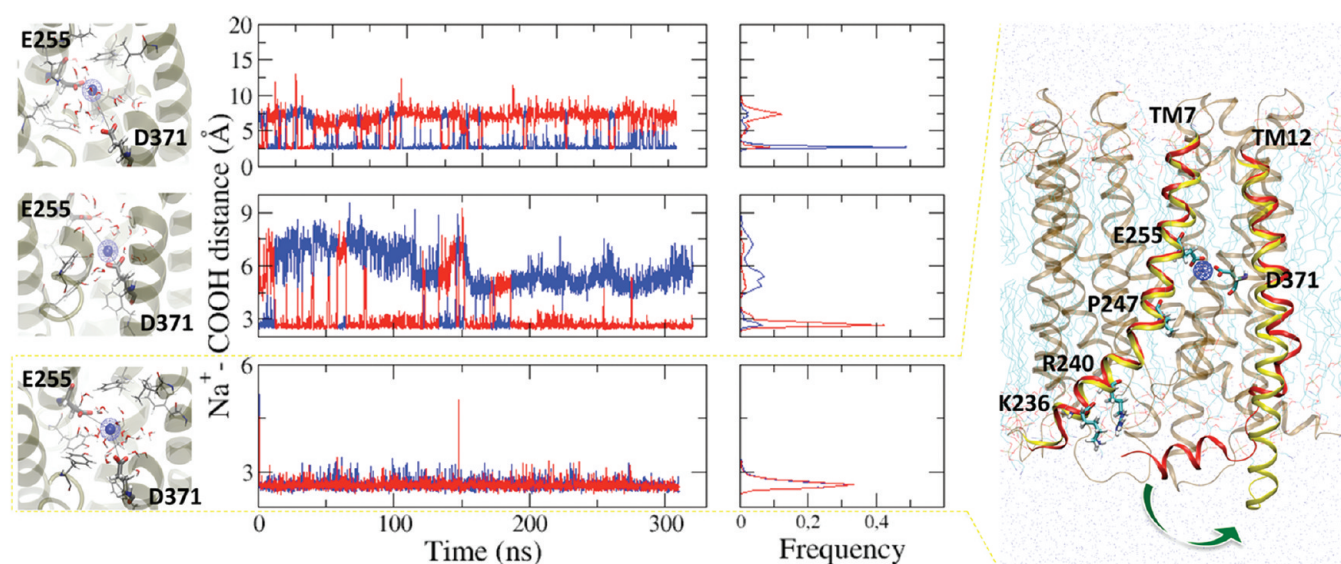 E255
D371
E255
D371
E255
D371
Na⁺ - COOH distance (Å)
20
15
10
5
0
9
6
3
6
3
0
100
200
300
Time (ns)
0
0,2
0,4
Frequency
TM7
TM12
E255
D371
P247
R240
K236